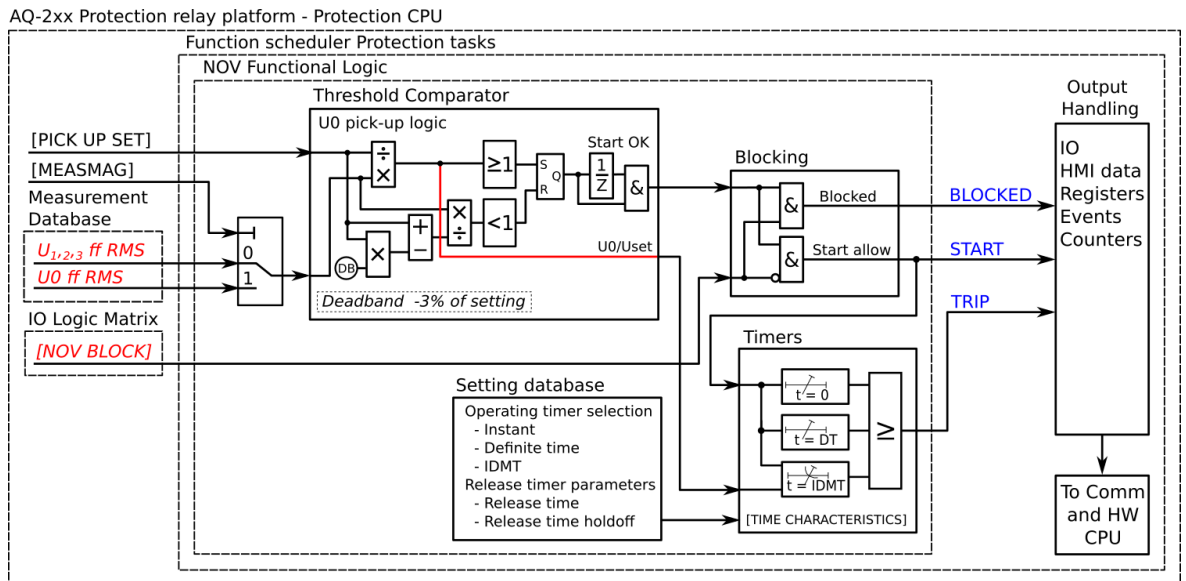 AQ-2xx Protection relay platform - Protection CPU
Function scheduler Protection tasks
NOV Functional Logic
Threshold Comparator
U0 pick-up logic
[PICK UP SET]
[MEASMAG]
Measurement
Database
U1,2,3 ff RMS
U0 ff RMS
0
1
IO Logic Matrix
[NOV BLOCK]
÷
×
≥1
<1
×
÷
+
−
×
DB
S
Q
R
Start OK
1
Z
&
U0/Uset
Deadband -3% of setting
Blocking
&
Blocked
&
Start allow
BLOCKED
START
TRIP
Output
Handling
IO
HMI data
Registers
Events
Counters
To Comm
and HW
CPU
Setting database
Operating timer selection
- Instant
- Definite time
- IDMT
Release timer parameters
- Release time
- Release time holdoff
Timers
t = 0
t = DT
t = IDMT
≥
[TIME CHARACTERISTICS]